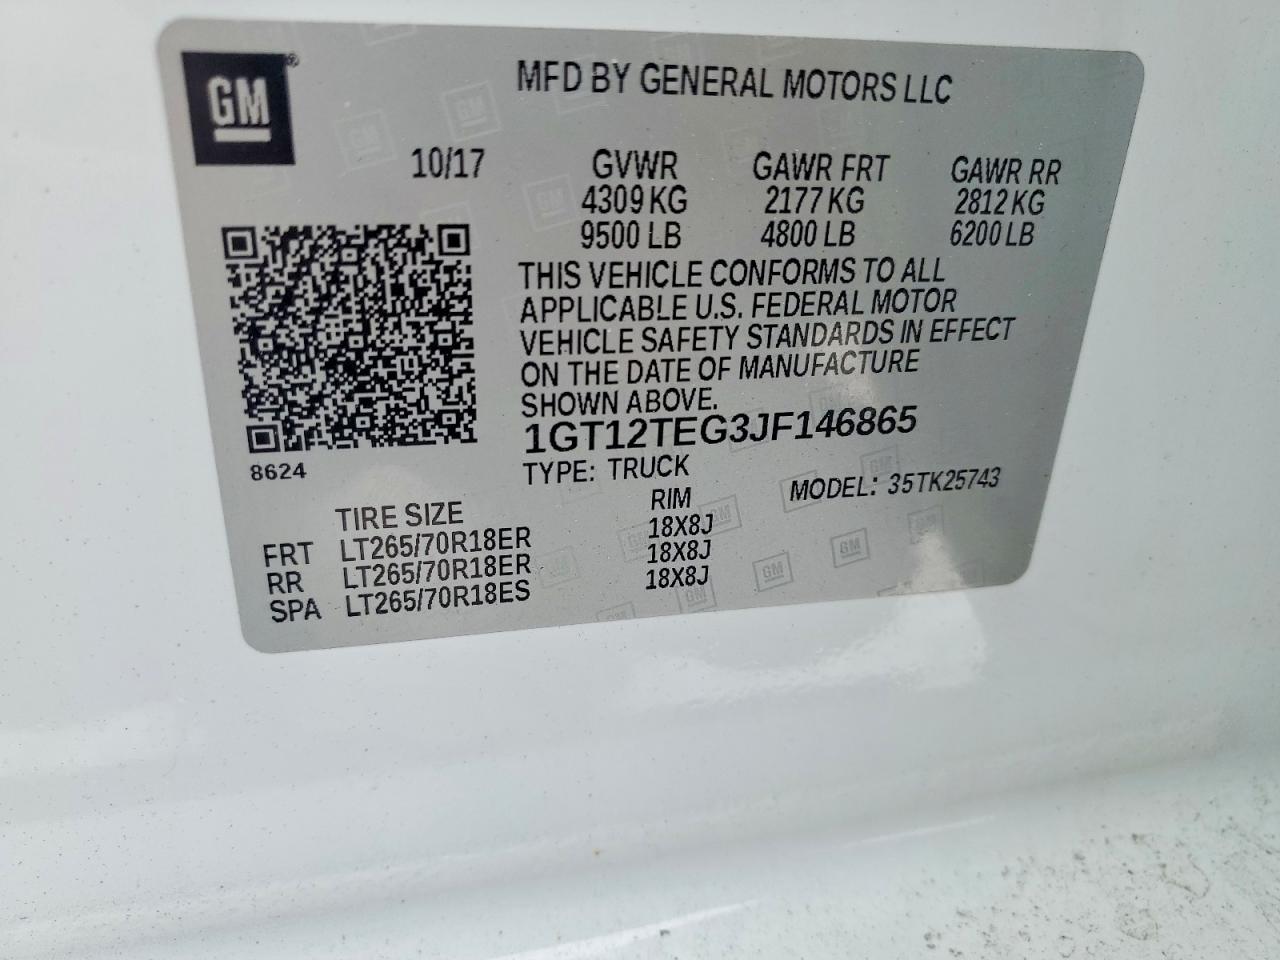 GM
MFD BY GENERAL MOTORS LLC
10/17 GVWR GAWR FRT GAWR RR
4309 KG 2177 KG 2812 KG
9500 LB 4800 LB 6200 LB
THIS VEHICLE CONFORMS TO ALL
APPLICABLE U.S. FEDERAL MOTOR
VEHICLE SAFETY STANDARDS IN EFFECT
ON THE DATE OF MANUFACTURE
SHOWN ABOVE.
1GT12TEG3JF146865
8624
TYPE: TRUCK
MODEL: 35TK25743
TIRE SIZE RIM
FRT LT265/70R18ER 18X8J
RR LT265/70R18ER 18X8J
SPA LT265/70R18ES 18X8J